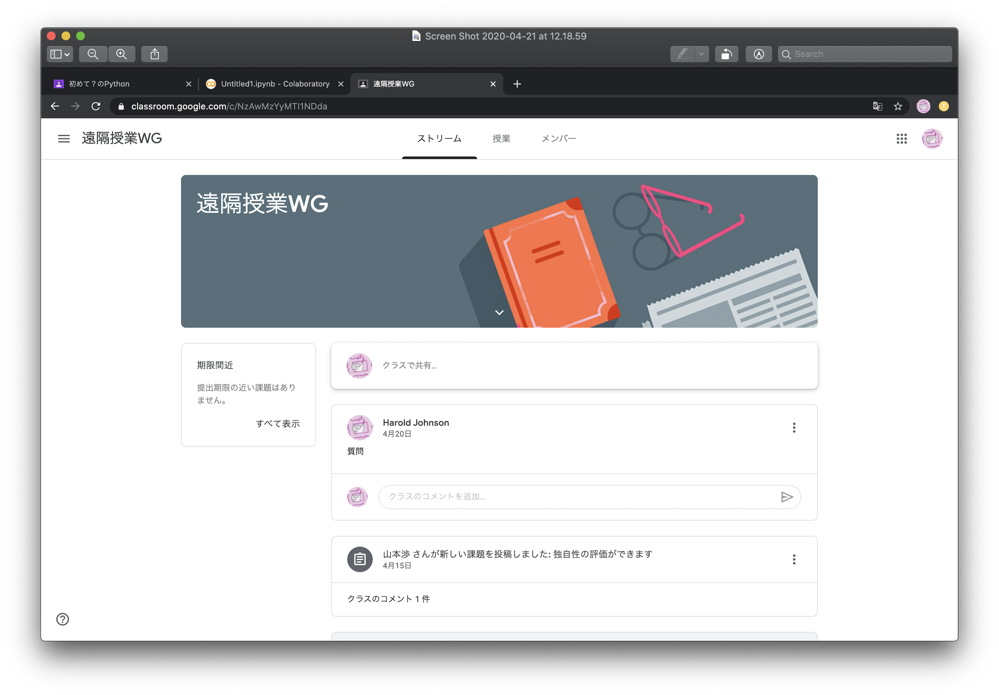 Screen Shot 2020-04-21 at 12.18.59
Search
初めて？のPython
Untitled1.ipynb - Colaboratory
遠隔授業WG
classroom.google.com/c/NzAwMzYyMTI1NDda
遠隔授業WG
ストリーム
授業
メンバー
遠隔授業WG
期限間近
提出期限の近い課題はあり
ません。
すべて表示
クラスで共有...
Harold Johnson
4月20日
質問
クラスのコメントを追加...
山本渉 さんが新しい課題を投稿しました: 独自性の評価ができます
4月15日
クラスのコメント 1 件